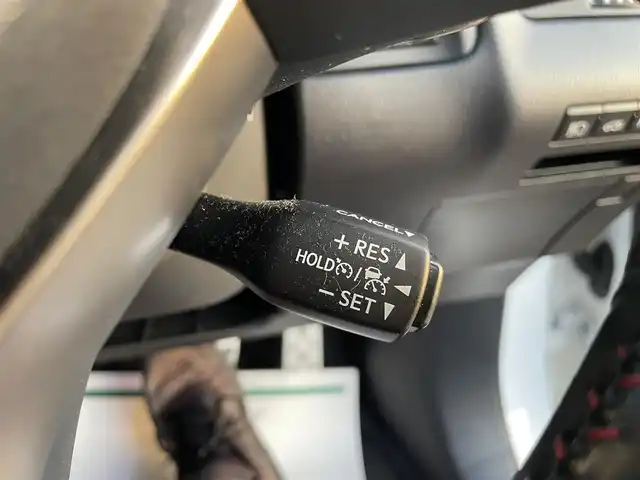 CANCEL
+ RES
HOLD /
− SET